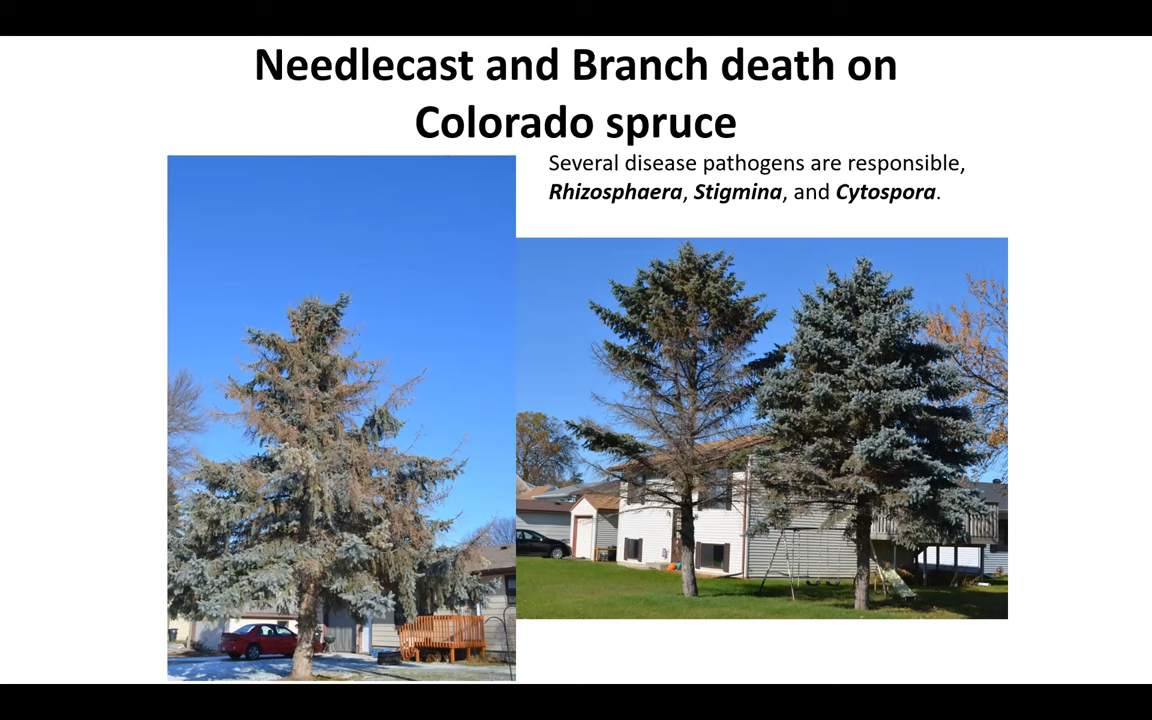 Needlecast and Branch death on
Colorado spruce
Several disease pathogens are responsible,
Rhizosphaera, Stigmina, and Cytospora.